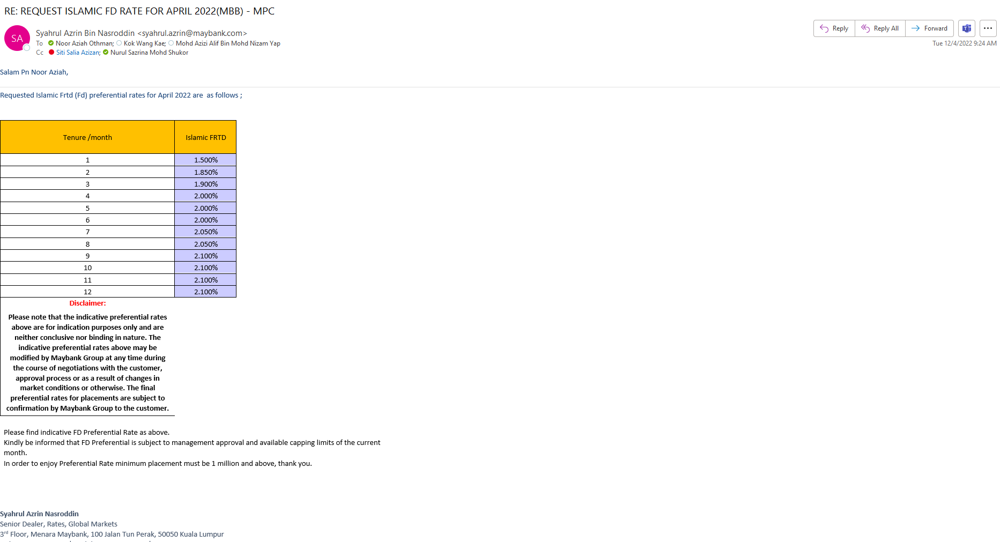 RE: REQUEST ISLAMIC FD RATE FOR APRIL 2022(MBB) - MPC
SA
Syahrul Azrin Bin Nasroddin <syahrul.azrin@maybank.com>
To Noor Aziah Othman; Kok Wang Kae; Mohd Azizi Alif Bin Mohd Nizam Yap
Cc Siti Salia Azizan; Nurul Sazrina Mohd Shukor
Reply
Reply All
Forward
Tue 12/4/2022 9:24 AM
Salam Pn Noor Aziah,
Requested Islamic Frtd (Fd) preferential rates for April 2022 are as follows ;
Tenure /month Islamic FRTD
1 1.500%
2 1.850%
3 1.900%
4 2.000%
5 2.000%
6 2.000%
7 2.050%
8 2.050%
9 2.100%
10 2.100%
11 2.100%
12 2.100%
Disclaimer:
Please note that the indicative preferential rates
above are for indication purposes only and are
neither conclusive nor binding in nature. The
indicative preferential rates above may be
modified by Maybank Group at any time during
the course of negotiations with the customer,
approval process or as a result of changes in
market conditions or otherwise. The final
preferential rates for placements are subject to
confirmation by Maybank Group to the customer.
Please find indicative FD Preferential Rate as above.
Kindly be informed that FD Preferential is subject to management approval and available capping limits of the current
month.
In order to enjoy Preferential Rate minimum placement must be 1 million and above, thank you.
Syahrul Azrin Nasroddin
Senior Dealer, Rates, Global Markets
3rd Floor, Menara Maybank, 100 Jalan Tun Perak, 50050 Kuala Lumpur